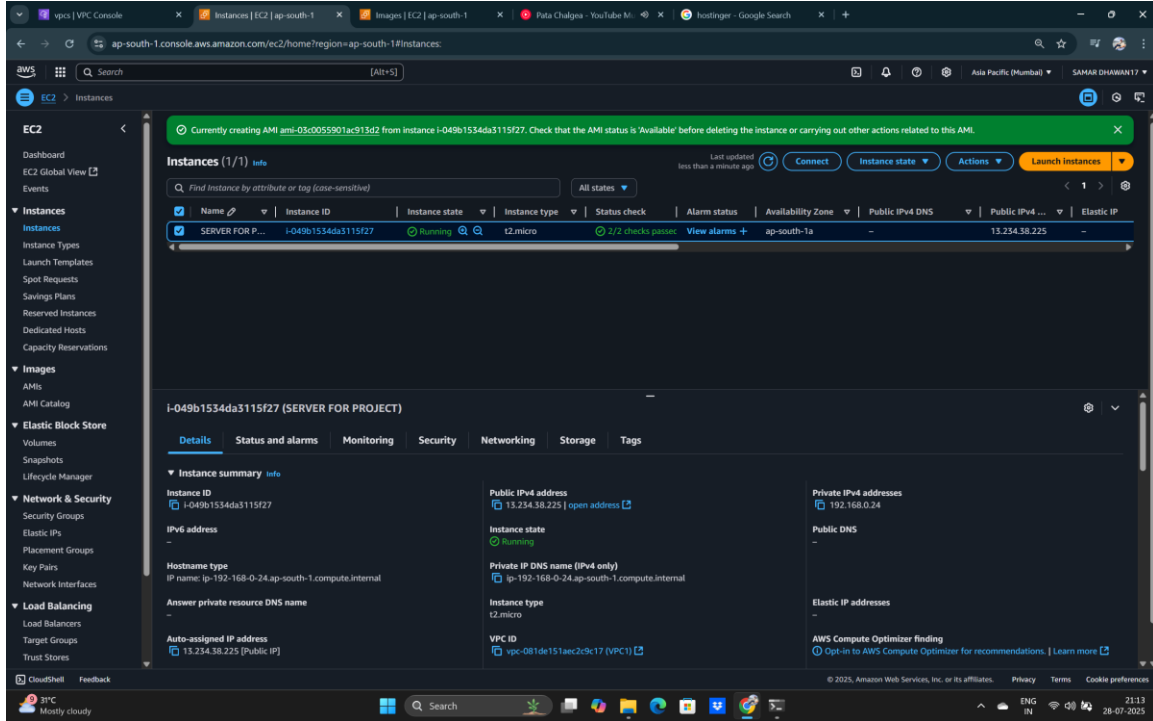 vpcs | VPC Console
Instances | EC2 | ap-south-1
Images | EC2 | ap-south-1
Pata Chalgea - YouTube M
hostinger - Google Search
ap-south-1.console.aws.amazon.com/ec2/home?region=ap-south-1#Instances:
aws
Search
[Alt+S]
Asia Pacific (Mumbai)
SAMAR DHAWAN17
EC2 > Instances
EC2
Dashboard
EC2 Global View
Events
Instances
Instances
Instance Types
Launch Templates
Spot Requests
Savings Plans
Reserved Instances
Dedicated Hosts
Capacity Reservations
Images
AMIs
AMI Catalog
Elastic Block Store
Volumes
Snapshots
Lifecycle Manager
Network & Security
Security Groups
Elastic IPs
Placement Groups
Key Pairs
Network Interfaces
Load Balancing
Load Balancers
Target Groups
Trust Stores
Currently creating AMI ami-03c0055901ac913d2 from instance i-049b1534da3115f27. Check that the AMI status is 'Available' before deleting the instance or carrying out other actions related to this AMI.
Instances (1/1) Info
Last updated
less than a minute ago
Connect
Instance state
Actions
Launch instances
Find Instance by attribute or tag (case-sensitive)
All states
1
Name
Instance ID
Instance state
Instance type
Status check
Alarm status
Availability Zone
Public IPv4 DNS
Public IPv4 ...
Elastic IP
SERVER FOR P...
i-049b1534da3115f27
Running
t2.micro
2/2 checks passec
View alarms +
ap-south-1a
–
13.234.38.225
–
i-049b1534da3115f27 (SERVER FOR PROJECT)
Details
Status and alarms
Monitoring
Security
Networking
Storage
Tags
Instance summary Info
Instance ID
i-049b1534da3115f27
Public IPv4 address
13.234.38.225 | open address
Private IPv4 addresses
192.168.0.24
IPv6 address
–
Instance state
Running
Public DNS
–
Hostname type
IP name: ip-192-168-0-24.ap-south-1.compute.internal
Private IP DNS name (IPv4 only)
ip-192-168-0-24.ap-south-1.compute.internal
Answer private resource DNS name
–
Instance type
t2.micro
Elastic IP addresses
–
Auto-assigned IP address
13.234.38.225 [Public IP]
VPC ID
vpc-081de151aec2c9c17 (VPC1)
AWS Compute Optimizer finding
Opt-in to AWS Compute Optimizer for recommendations. | Learn more
CloudShell
Feedback
© 2025, Amazon Web Services, Inc. or its affiliates.
Privacy
Terms
Cookie preferences
9
31°C
Mostly cloudy
Search
ENG
IN
21:13
28-07-2025